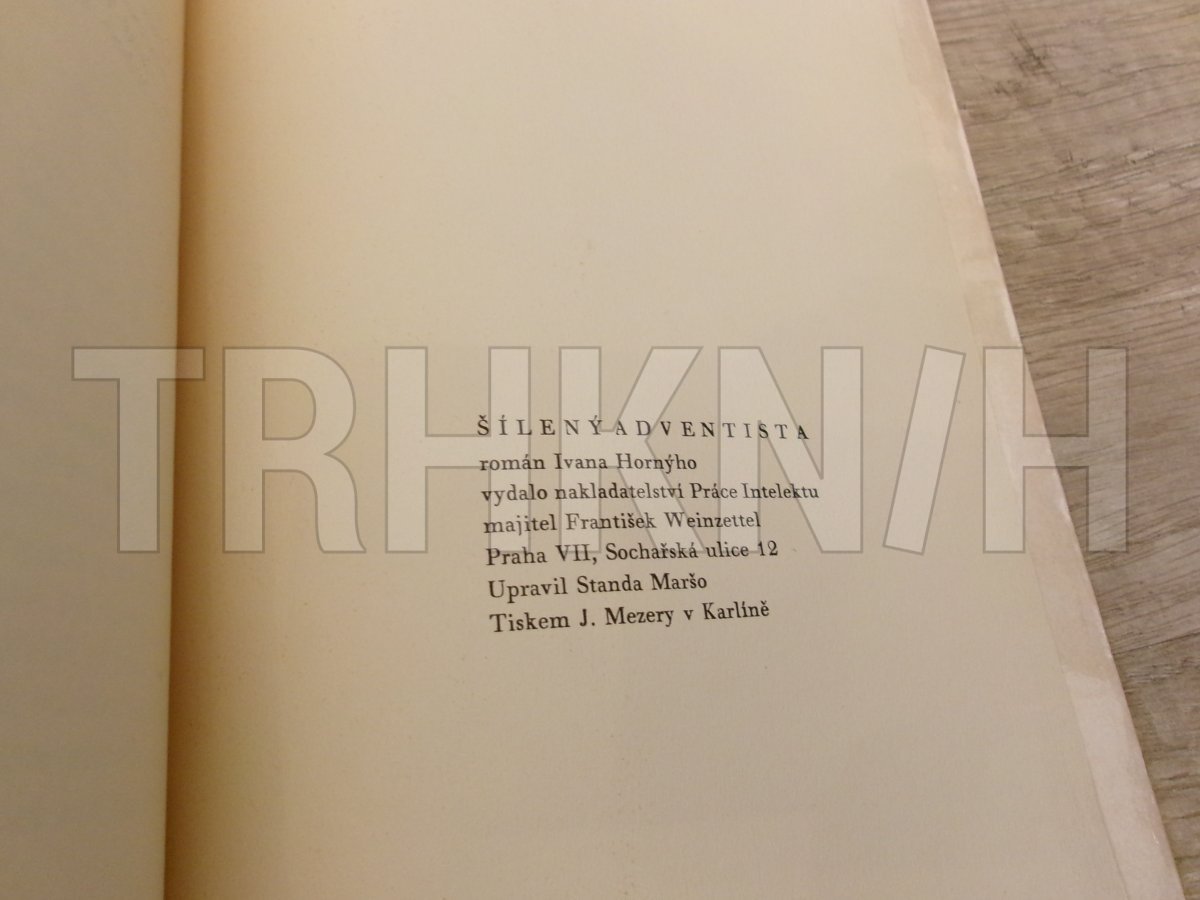 ŠÍLENÝ ADVENTISTA
román Ivana Hornýho
vydalo nakladatelství Práce Intelektu
majitel František Weinzettel
Praha VII, Sochařská ulice 12
Upravil Standa Maršo
Tiskem J. Mezery v Karlíně
TRHKN/H